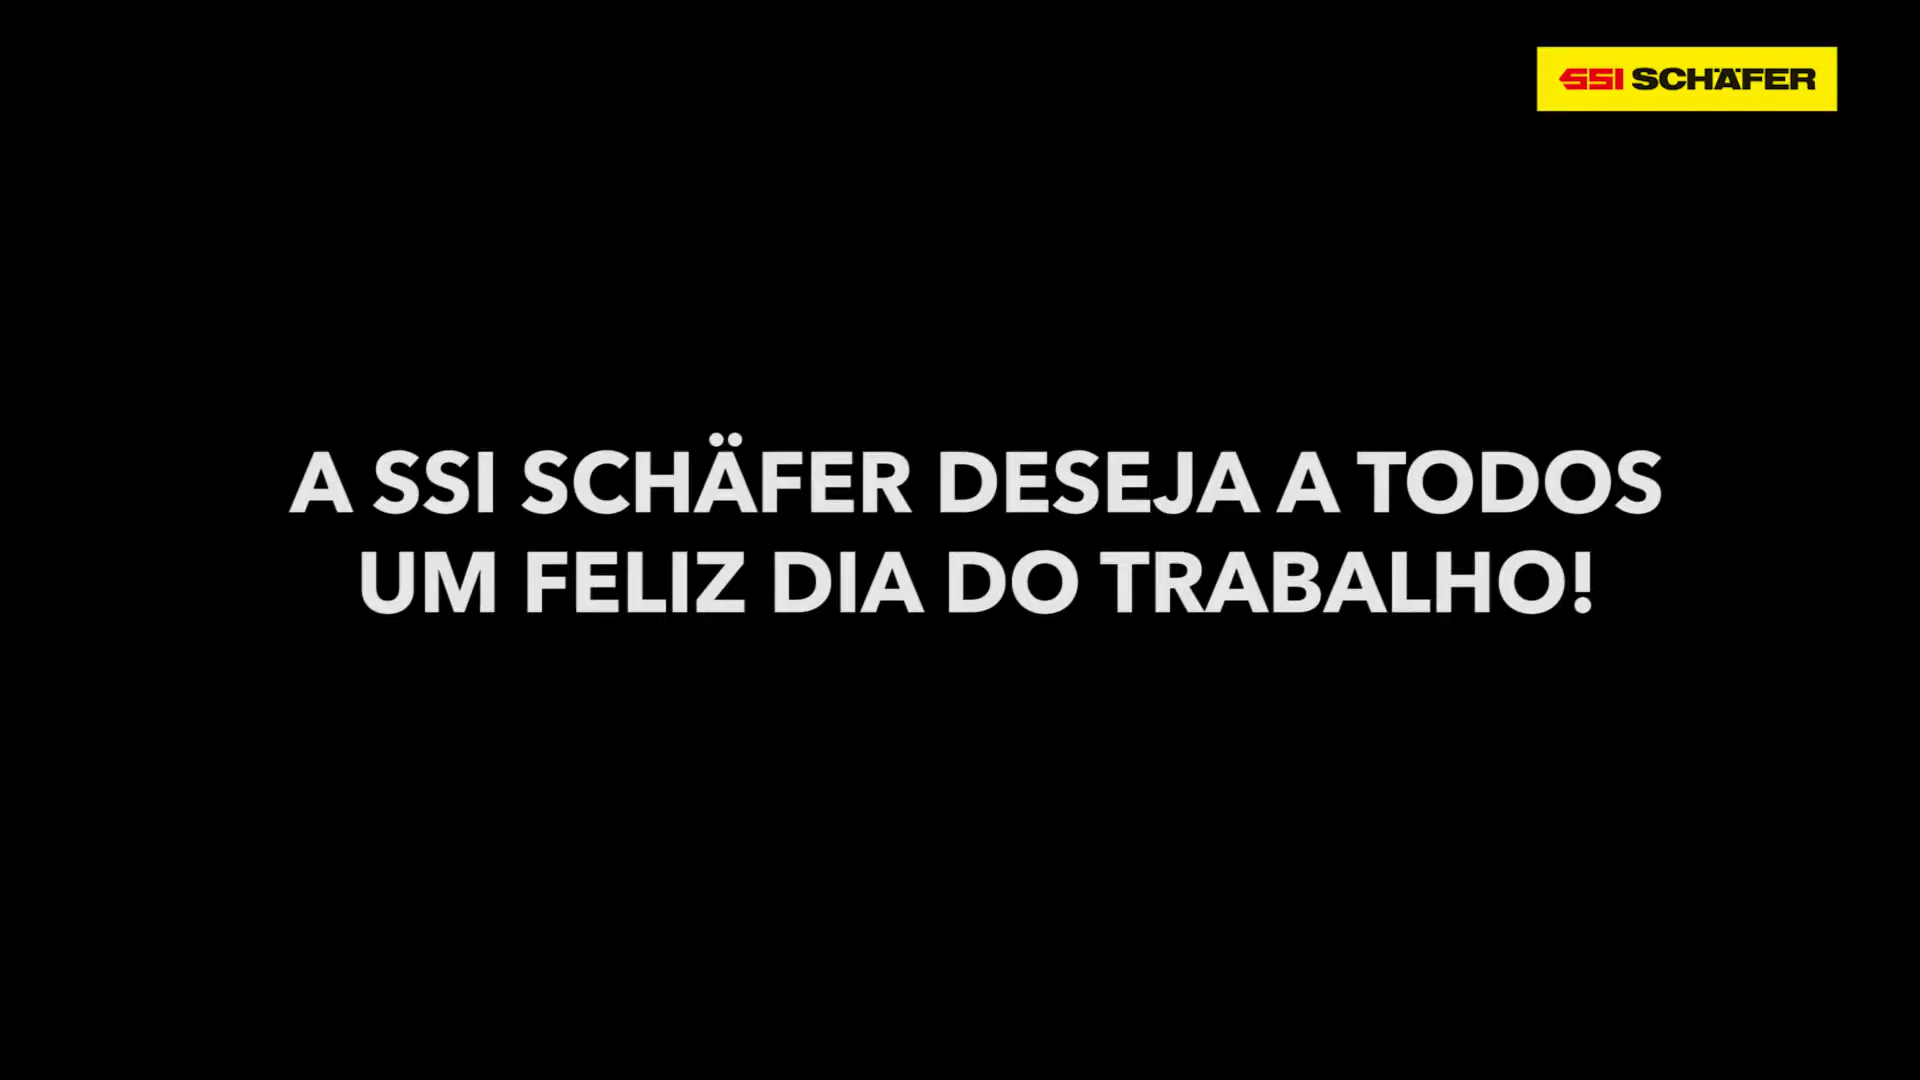 SSI SCHÄFER
A SSI SCHÄFER DESEJA A TODOS
UM FELIZ DIA DO TRABALHO!